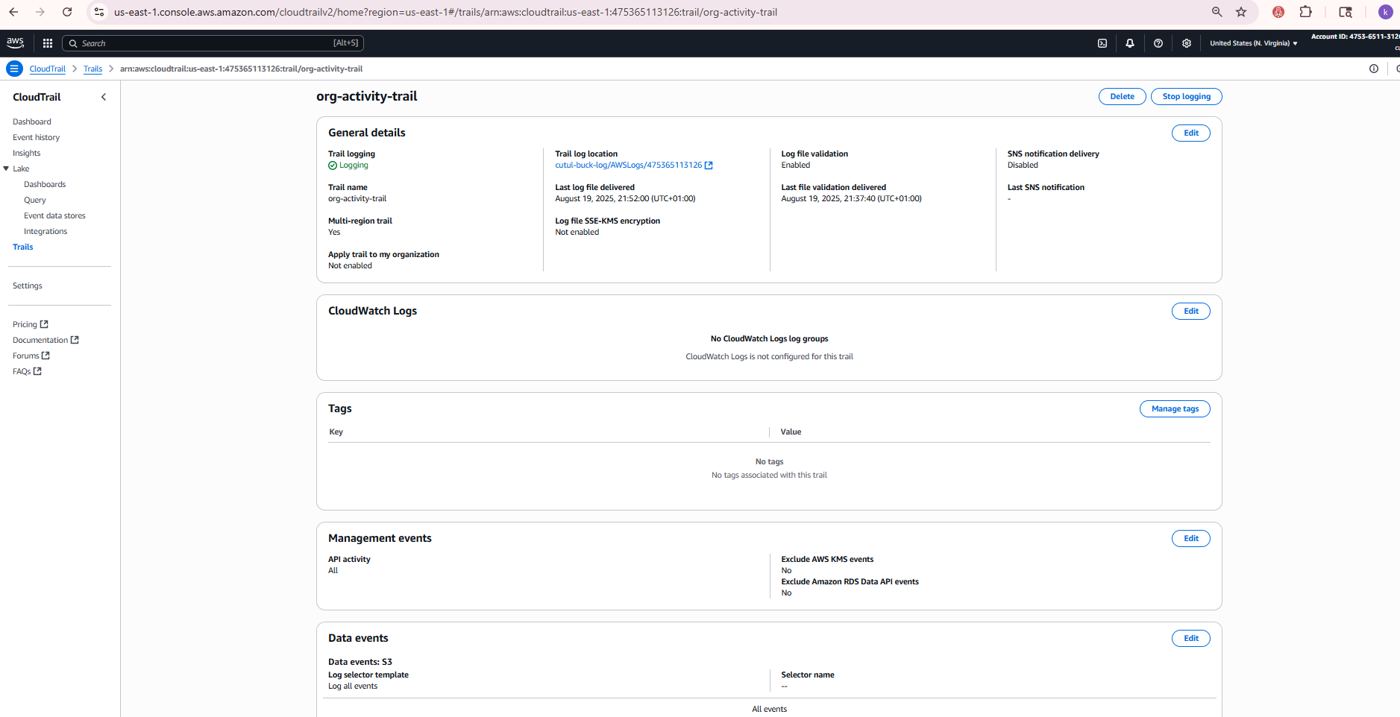 us-east-1.console.aws.amazon.com/cloudtrailv2/home?region=us-east-1#/trails/arn:aws:cloudtrail:us-east-1:475365113126:trail/org-activity-trail
k
aws
Search [Alt+S]
United States (N. Virginia)
Account ID: 4753-6511-312
CloudTrail > Trails > arn:aws:cloudtrail:us-east-1:475365113126:trail/org-activity-trail
CloudTrail
Dashboard
Event history
Insights
Lake
Dashboards
Query
Event data stores
Integrations
Trails
Settings
Pricing
Documentation
Forums
FAQs
org-activity-trail
Delete
Stop logging
General details
Edit
Trail logging
Logging
Trail name
org-activity-trail
Multi-region trail
Yes
Apply trail to my organization
Not enabled
Trail log location
cutul-buck-log/AWSLogs/475365113126
Last log file delivered
August 19, 2025, 21:52:00 (UTC+01:00)
Log file SSE-KMS encryption
Not enabled
Log file validation
Enabled
Last file validation delivered
August 19, 2025, 21:37:40 (UTC+01:00)
SNS notification delivery
Disabled
Last SNS notification
-
CloudWatch Logs
Edit
No CloudWatch Logs log groups
CloudWatch Logs is not configured for this trail
Tags
Manage tags
Key
Value
No tags
No tags associated with this trail
Management events
Edit
API activity
All
Exclude AWS KMS events
No
Exclude Amazon RDS Data API events
No
Data events
Edit
Data events: S3
Log selector template
Log all events
Selector name
--
All events